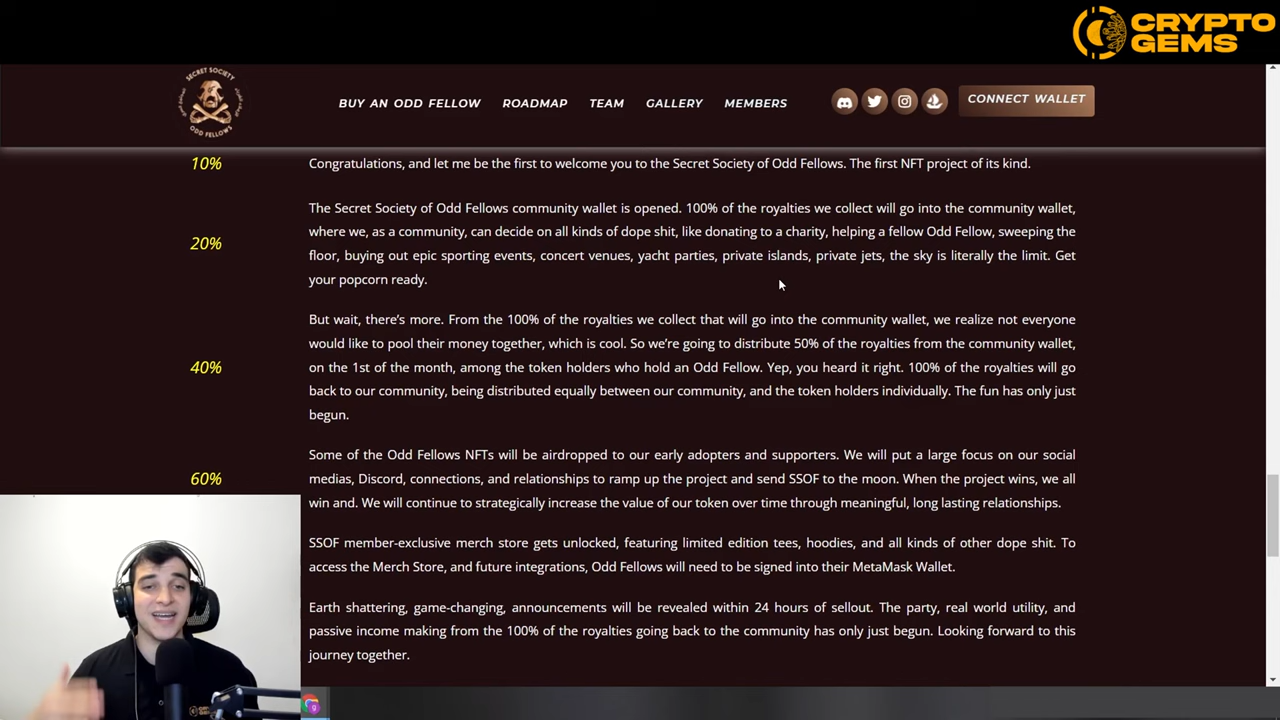 CRYPTO
GEMS
SECRET SOCIETY
ODD FELLOWS
BUY AN ODD FELLOW
ROADMAP
TEAM
GALLERY
MEMBERS
CONNECT WALLET
10%
Congratulations, and let me be the first to welcome you to the Secret Society of Odd Fellows. The first NFT project of its kind.
20%
The Secret Society of Odd Fellows community wallet is opened. 100% of the royalties we collect will go into the community wallet,
where we, as a community, can decide on all kinds of dope shit, like donating to a charity, helping a fellow Odd Fellow, sweeping the
floor, buying out epic sporting events, concert venues, yacht parties, private islands, private jets, the sky is literally the limit. Get
your popcorn ready.
40%
But wait, there's more. From the 100% of the royalties we collect that will go into the community wallet, we realize not everyone
would like to pool their money together, which is cool. So we're going to distribute 50% of the royalties from the community wallet,
on the 1st of the month, among the token holders who hold an Odd Fellow. Yep, you heard it right. 100% of the royalties will go
back to our community, being distributed equally between our community, and the token holders individually. The fun has only just
begun.
60%
Some of the Odd Fellows NFTs will be airdropped to our early adopters and supporters. We will put a large focus on our social
medias, Discord, connections, and relationships to ramp up the project and send SSOF to the moon. When the project wins, we all
win and. We will continue to strategically increase the value of our token over time through meaningful, long lasting relationships.
SSOF member-exclusive merch store gets unlocked, featuring limited edition tees, hoodies, and all kinds of other dope shit. To
access the Merch Store, and future integrations, Odd Fellows will need to be signed into their MetaMask Wallet.
Earth shattering, game-changing, announcements will be revealed within 24 hours of sellout. The party, real world utility, and
passive income making from the 100% of the royalties going back to the community has only just begun. Looking forward to this
journey together.